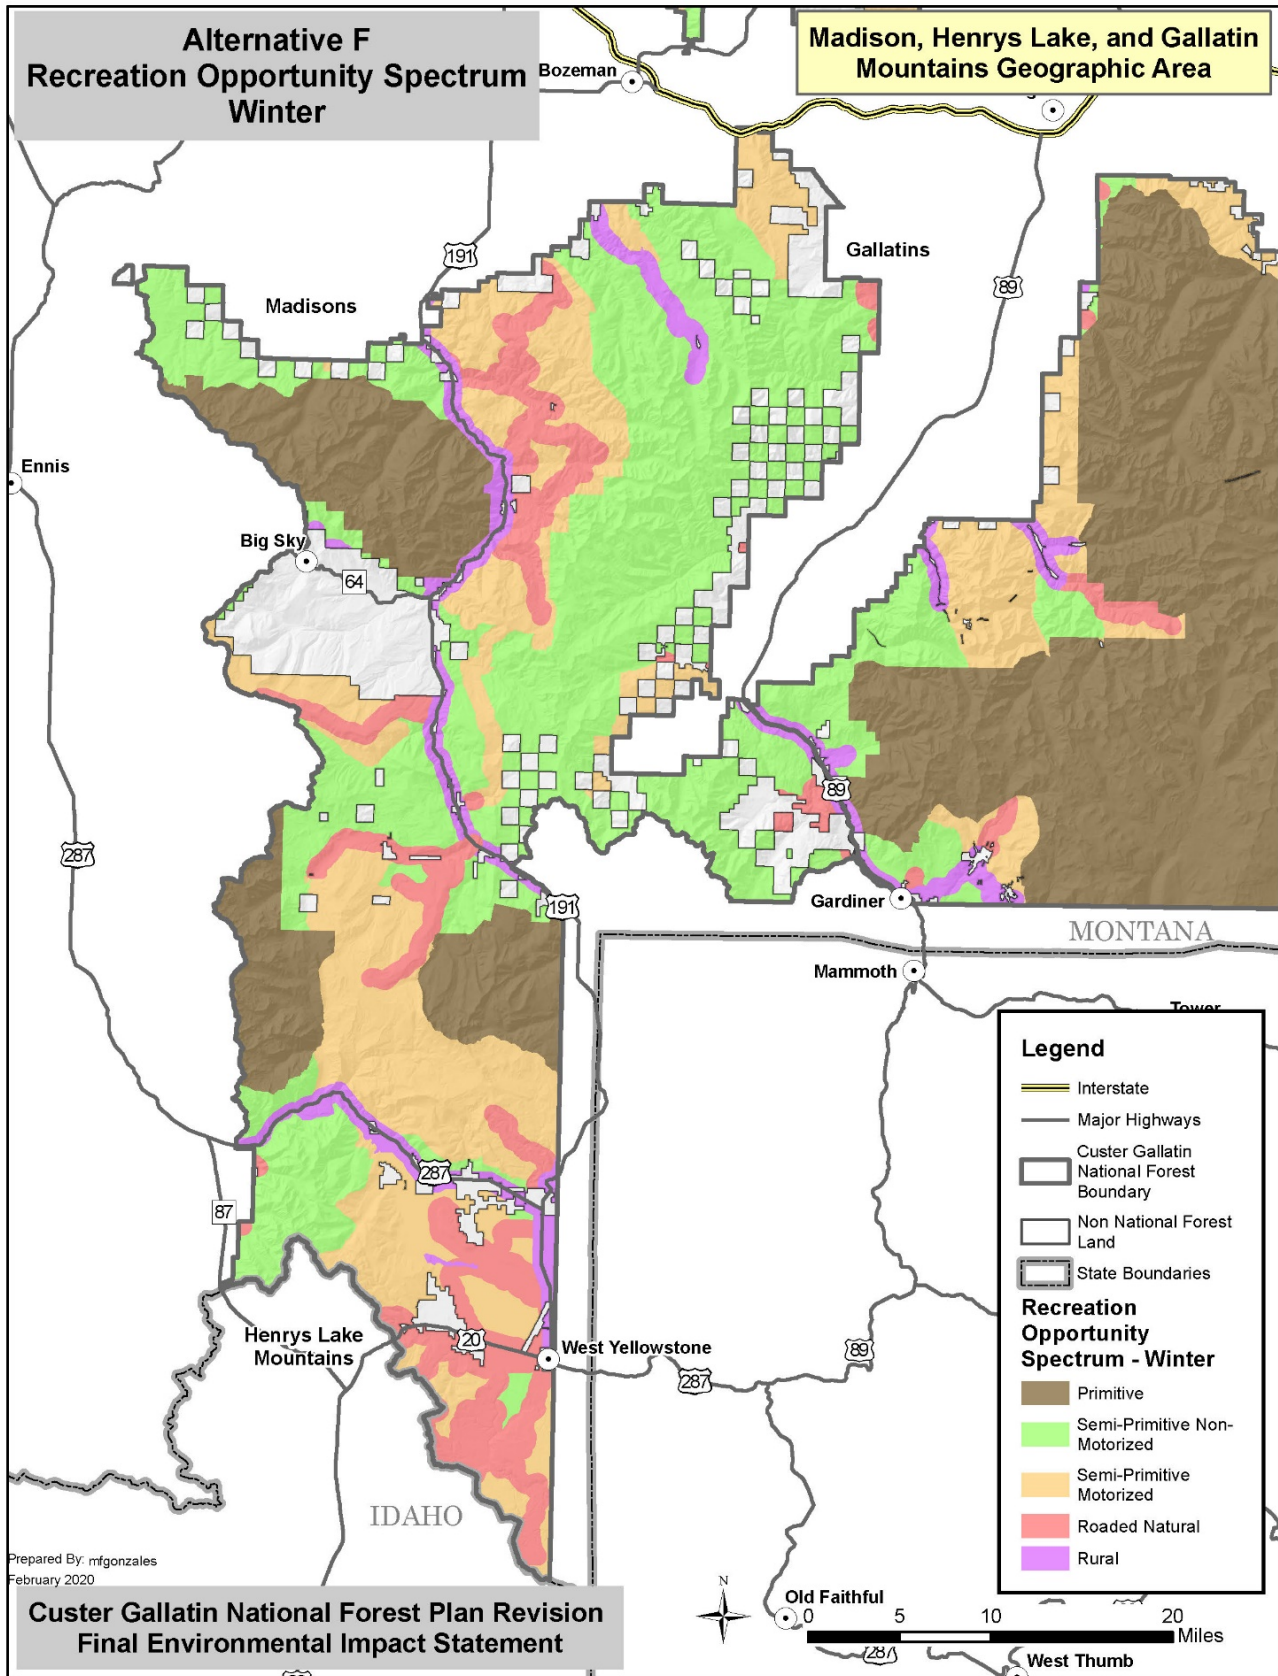 Alternative F
Recreation Opportunity Spectrum
Winter
Madison, Henrys Lake, and Gallatin
Mountains Geographic Area
Bozeman
191
Gallatins
89
Madisons
Ennis
Big Sky
64
287
89
191
Gardiner
MONTANA
Mammoth
Tower
287
87
Henrys Lake
Mountains
20
West Yellowstone
89
287
IDAHO
Legend
Interstate
Major Highways
Custer Gallatin
National Forest
Boundary
Non National Forest
Land
State Boundaries
Recreation
Opportunity
Spectrum - Winter
Primitive
Semi-Primitive Non-
Motorized
Semi-Primitive
Motorized
Roaded Natural
Rural
Prepared By: mfgonzales
February 2020
Custer Gallatin National Forest Plan Revision
Final Environmental Impact Statement
N
Old Faithful
0 5 10 20
Miles
287
West Thumb